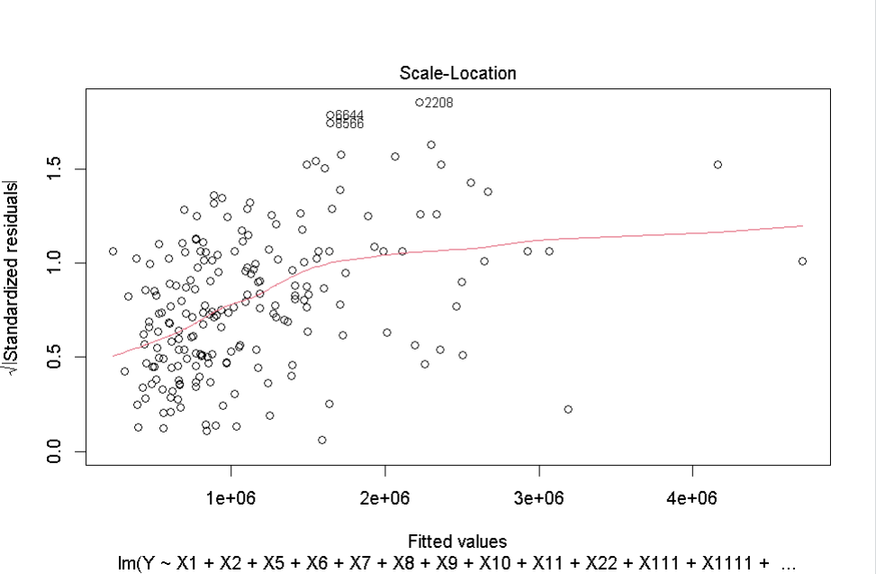 Scale-Location
2208
6644
8566
√|Standardized residuals|
0.0 0.5 1.0 1.5
1e+06 2e+06 3e+06 4e+06
Fitted values
lm(Y ~ X1 + X2 + X5 + X6 + X7 + X8 + X9 + X10 + X11 + X22 + X111 + X1111 + ...